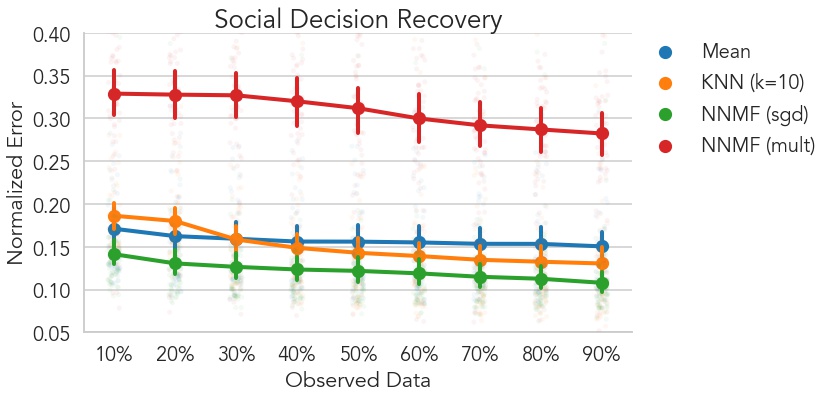 Social Decision Recovery
0.40
0.35
0.30
0.25
0.20
0.15
0.10
0.05
Normalized Error
10% 20% 30% 40% 50% 60% 70% 80% 90%
Observed Data
Mean
KNN (k=10)
NNMF (sgd)
NNMF (mult)